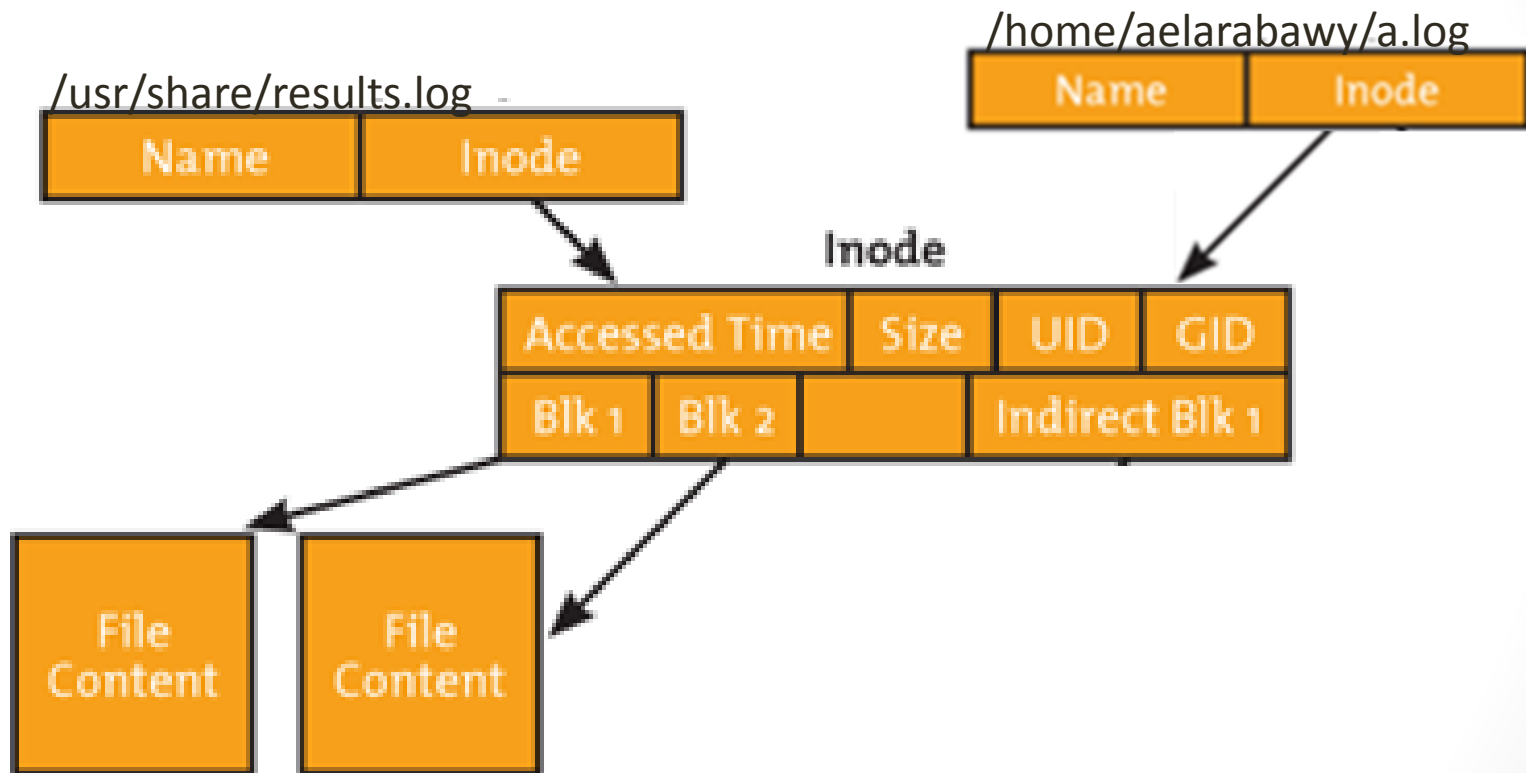 /home/aelarabawy/a.log
Name Inode
/usr/share/results.log
Name Inode
Inode
Accessed Time Size UID GID
Blk 1 Blk 2 Indirect Blk 1
File Content
File Content